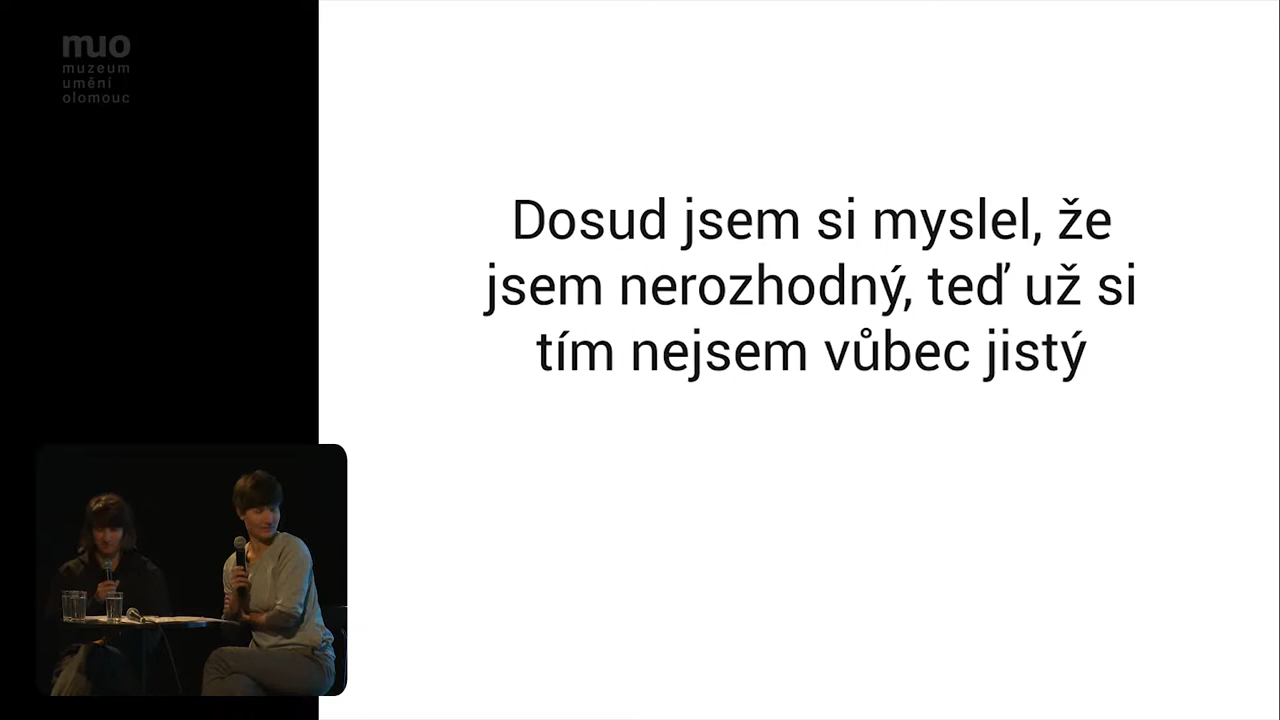 muo
muzeum
umění
olomouc
Dosud jsem si myslel, že
jsem nerozhodný, teď už si
tím nejsem vůbec jistý